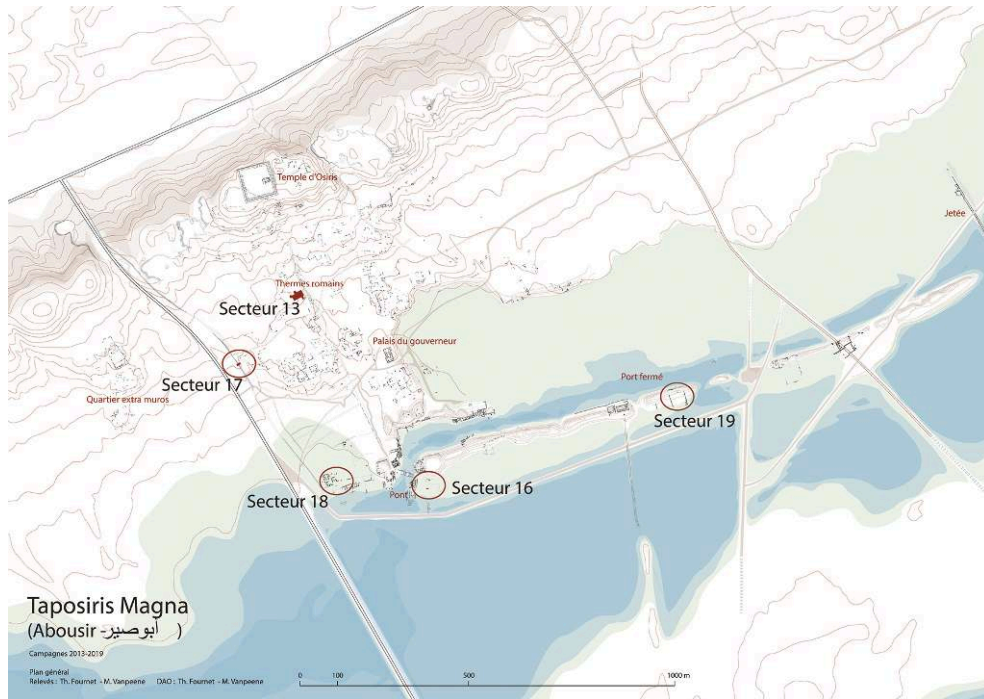 Temple d'Osiris
Jetée
Thermes romains
Secteur 13
Palais du gouverneur
Secteur 17
Port fermé
Quartier extra muros
Secteur 19
Secteur 18
Pont
Secteur 16
Taposiris Magna
(Abousir -أبوصير )
Campagnes 2013-2019
Plan général
Relevés : Th. Fournet - M. Vanpeene DAO : Th. Fournet - M. Vanpeene
0 100 500 1000 m